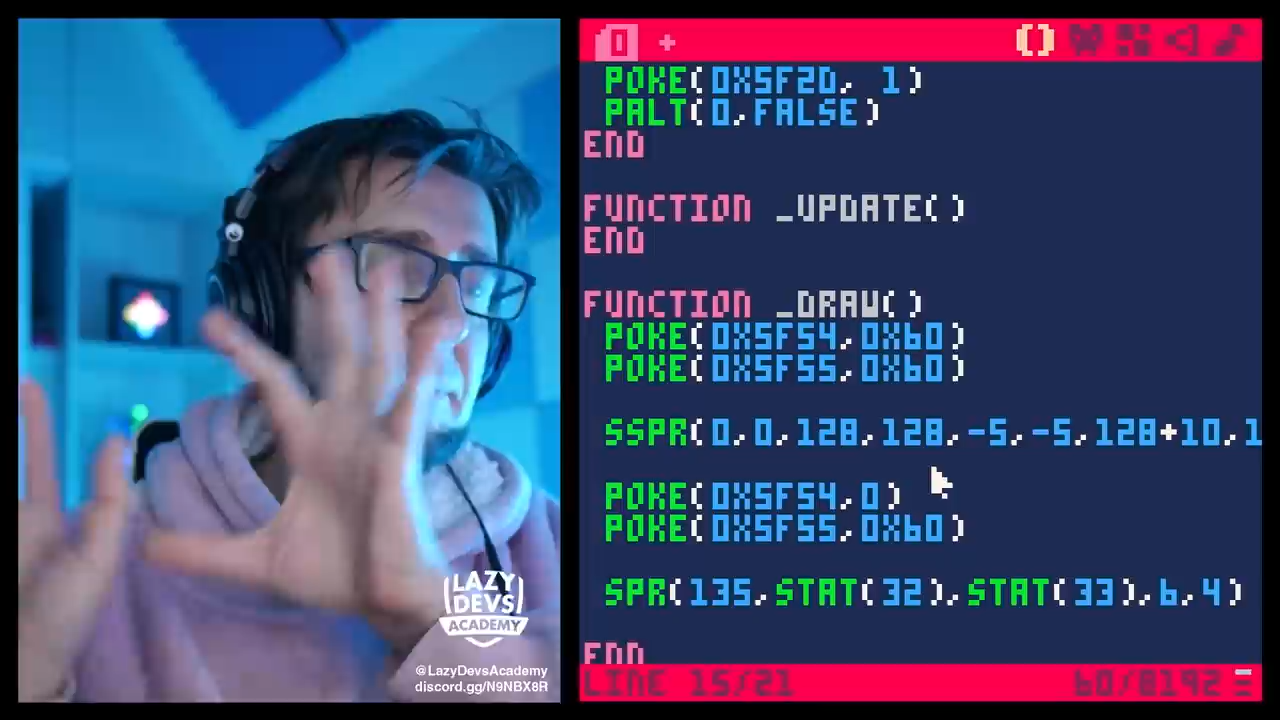 POKE(0X5F2D, 1)
PALT(0,FALSE)
END
FUNCTION _UPDATE()
END
FUNCTION _DRAW()
POKE(0X5F54,0X60)
POKE(0X5F55,0X60)
SSPR(0,0,128,128,-5,-5,128+10,1
POKE(0X5F54,0)
POKE(0X5F55,0X60)
SPR(135,STAT(32),STAT(33),6,4)
END
LINE 15/21
60/8192
LAZY
DEVS
ACADEMY
@LazyDevsAcademy
discord.gg/N9NBX8R